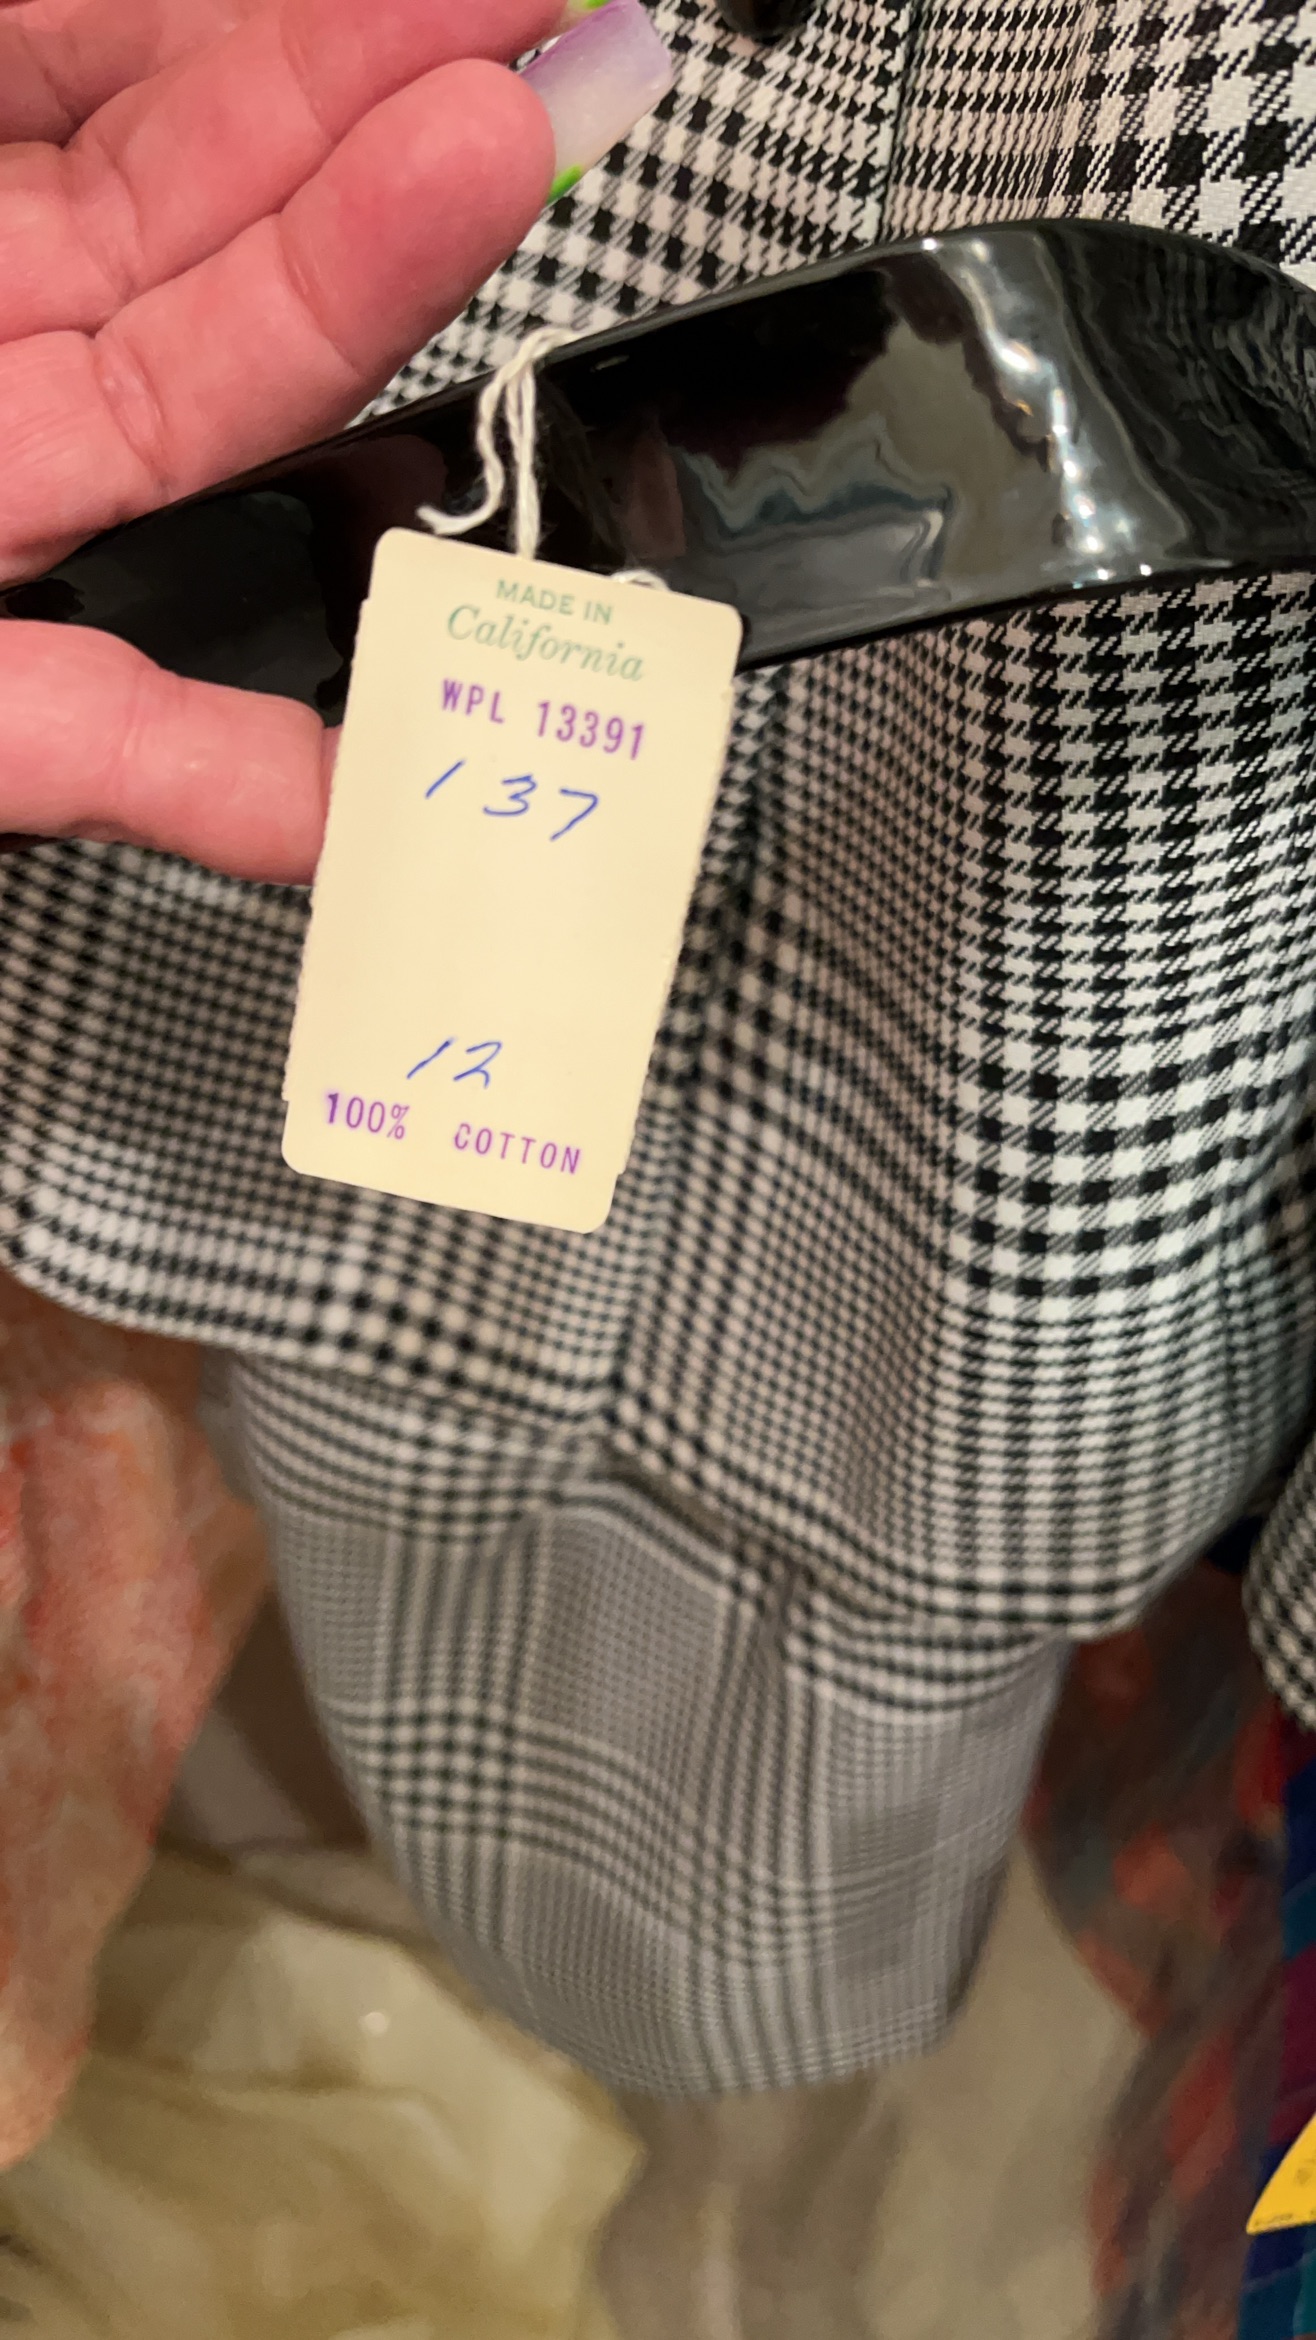 MADE IN
California
WPL 13391
137
12
100% COTTON